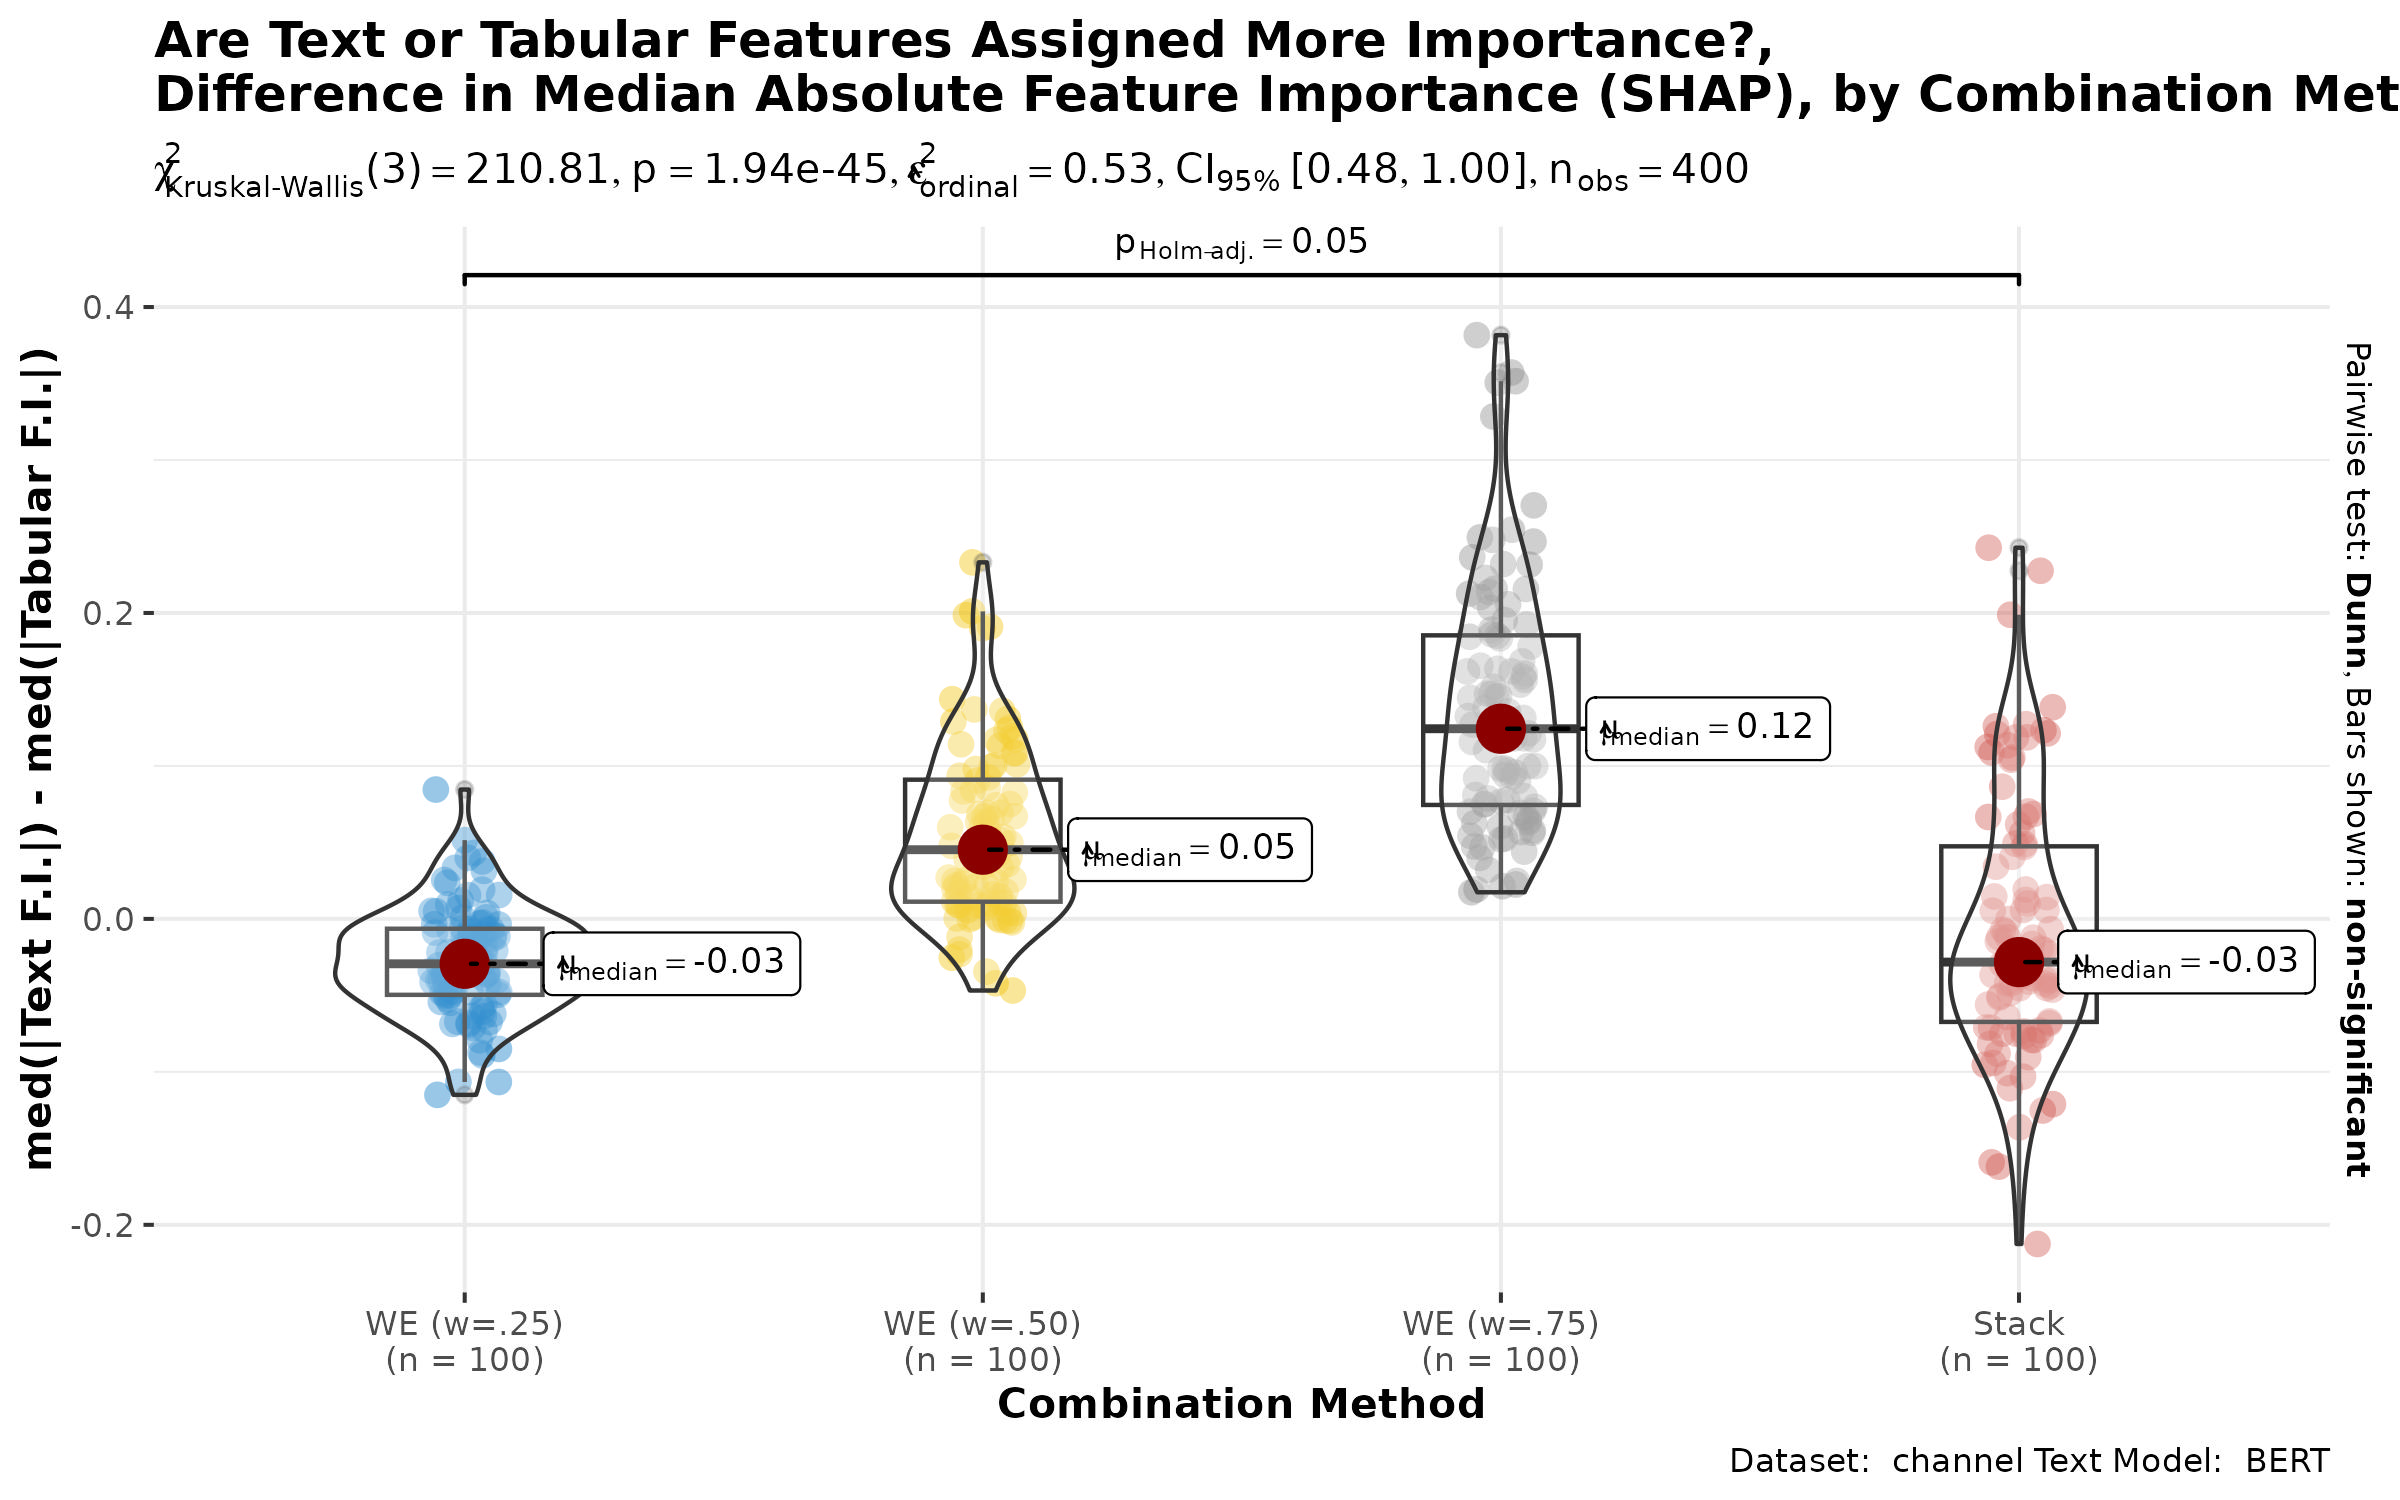 Are Text or Tabular Features Assigned More Importance?,
Difference in Median Absolute Feature Importance (SHAP), by Combination Met
χ²Kruskal-Wallis(3) = 210.81, p = 1.94e-45, ε²ordinal = 0.53, CI95% [0.48, 1.00], nobs = 400
pHolm-adj. = 0.05
0.4
0.2
0.0
-0.2
med(|Text F.I.|) - med(|Tabular F.I.|)
μ̂median = -0.03
μ̂median = 0.05
μ̂median = 0.12
μ̂median = -0.03
Pairwise test: Dunn, Bars shown: non-significant
WE (w=.25)
(n = 100)
WE (w=.50)
(n = 100)
WE (w=.75)
(n = 100)
Stack
(n = 100)
Combination Method
Dataset:  channel Text Model:  BERT